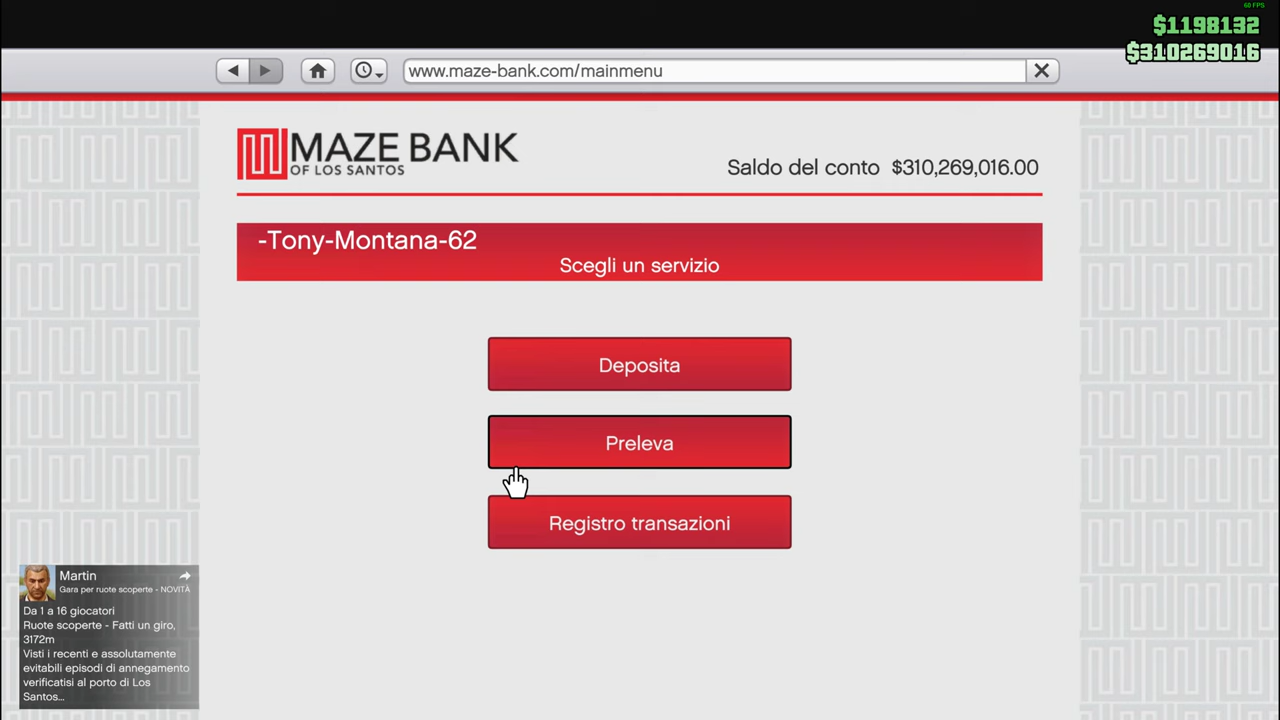 60 FPS
$1198132
$310269016
www.maze-bank.com/mainmenu
MAZE BANK
OF LOS SANTOS
Saldo del conto $310,269,016.00
-Tony-Montana-62
Scegli un servizio
Deposita
Preleva
Registro transazioni
Martin
Gara per ruote scoperte - NOVITÀ
Da 1 a 16 giocatori
Ruote scoperte - Fatti un giro,
3172m
Visti i recenti e assolutamente
evitabili episodi di annegamento
verificatisi al porto di Los
Santos...